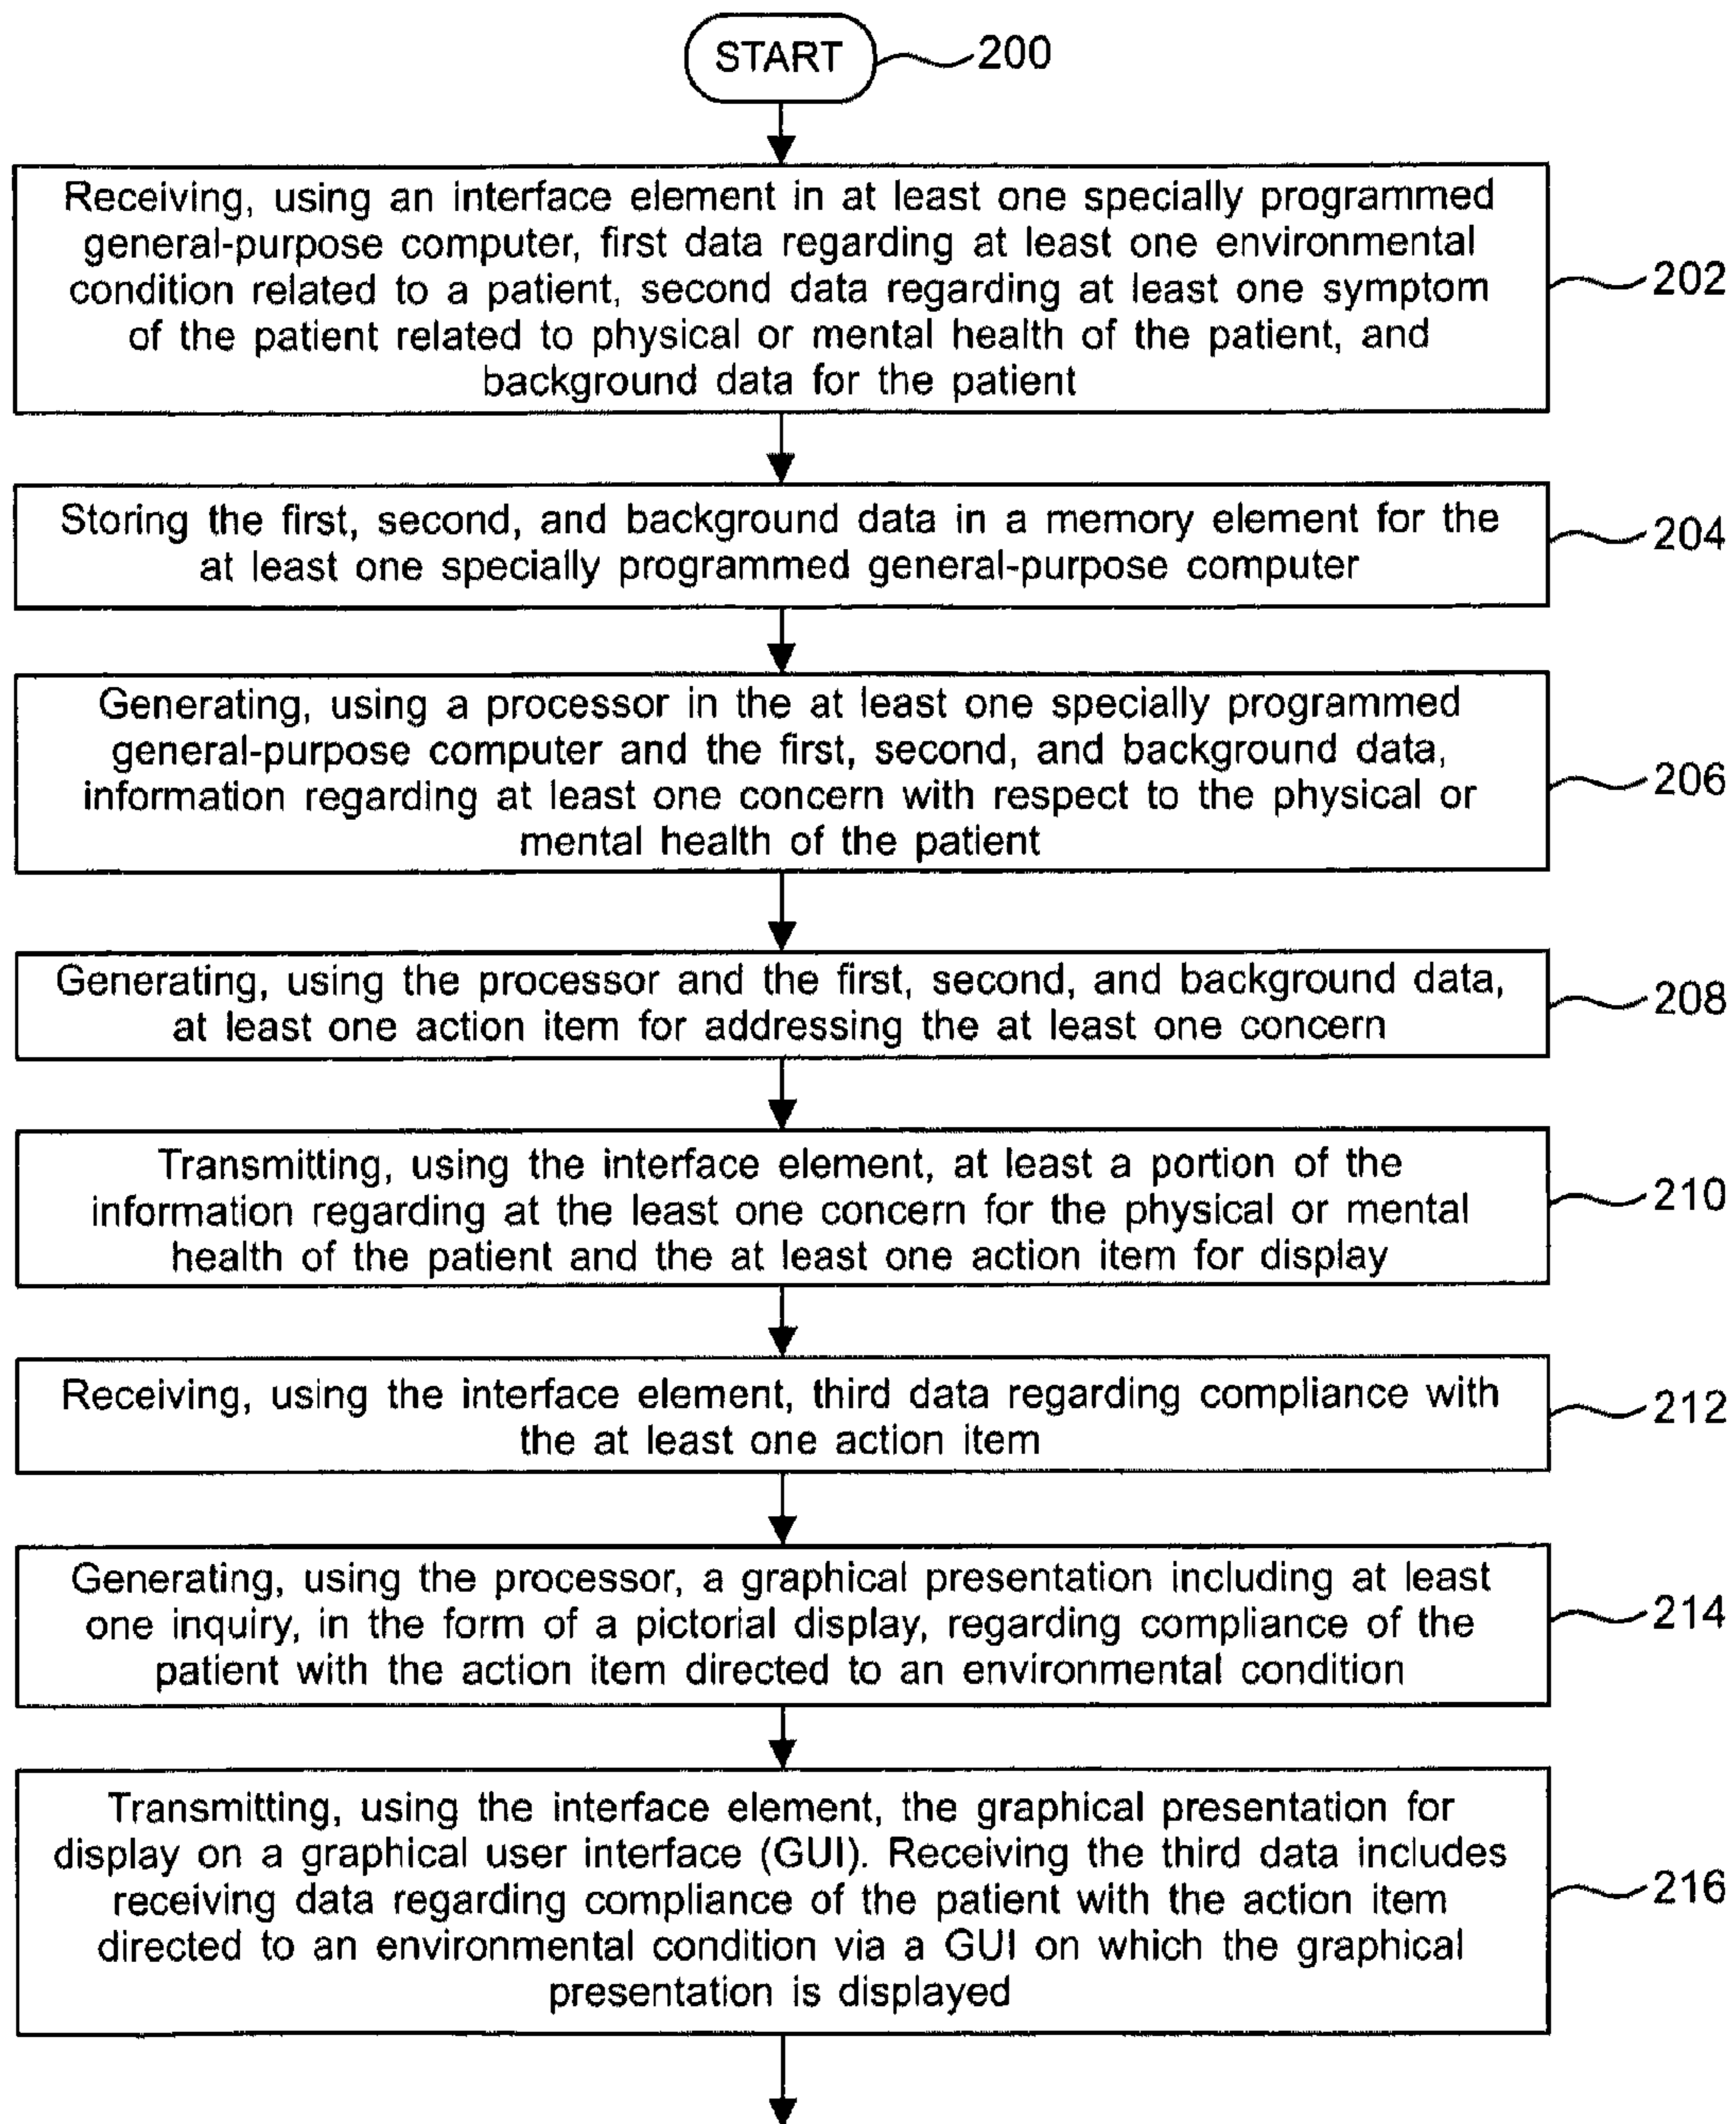 START
200
Receiving, using an interface element in at least one specially programmed
general-purpose computer, first data regarding at least one environmental
condition related to a patient, second data regarding at least one symptom
of the patient related to physical or mental health of the patient, and
background data for the patient
202
Storing the first, second, and background data in a memory element for the
at least one specially programmed general-purpose computer
204
Generating, using a processor in the at least one specially programmed
general-purpose computer and the first, second, and background data,
information regarding at least one concern with respect to the physical or
mental health of the patient
206
Generating, using the processor and the first, second, and background data,
at least one action item for addressing the at least one concern
208
Transmitting, using the interface element, at least a portion of the
information regarding at the least one concern for the physical or mental
health of the patient and the at least one action item for display
210
Receiving, using the interface element, third data regarding compliance with
the at least one action item
212
Generating, using the processor, a graphical presentation including at least
one inquiry, in the form of a pictorial display, regarding compliance of the
patient with the action item directed to an environmental condition
214
Transmitting, using the interface element, the graphical presentation for
display on a graphical user interface (GUI). Receiving the third data includes
receiving data regarding compliance of the patient with the action item
directed to an environmental condition via a GUI on which the graphical
presentation is displayed
216